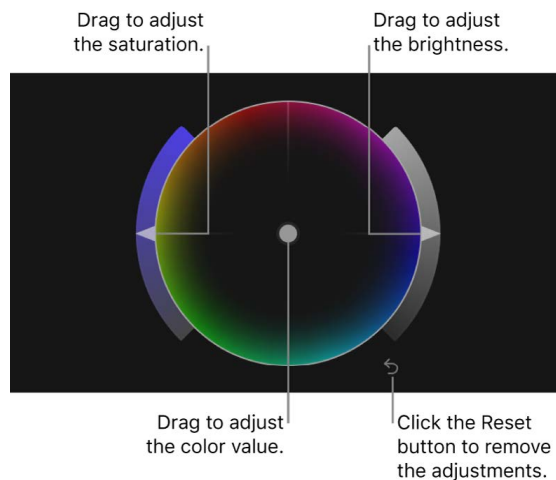 Drag to adjust
the saturation.
Drag to adjust
the brightness.
Drag to adjust
the color value.
Click the Reset
button to remove
the adjustments.